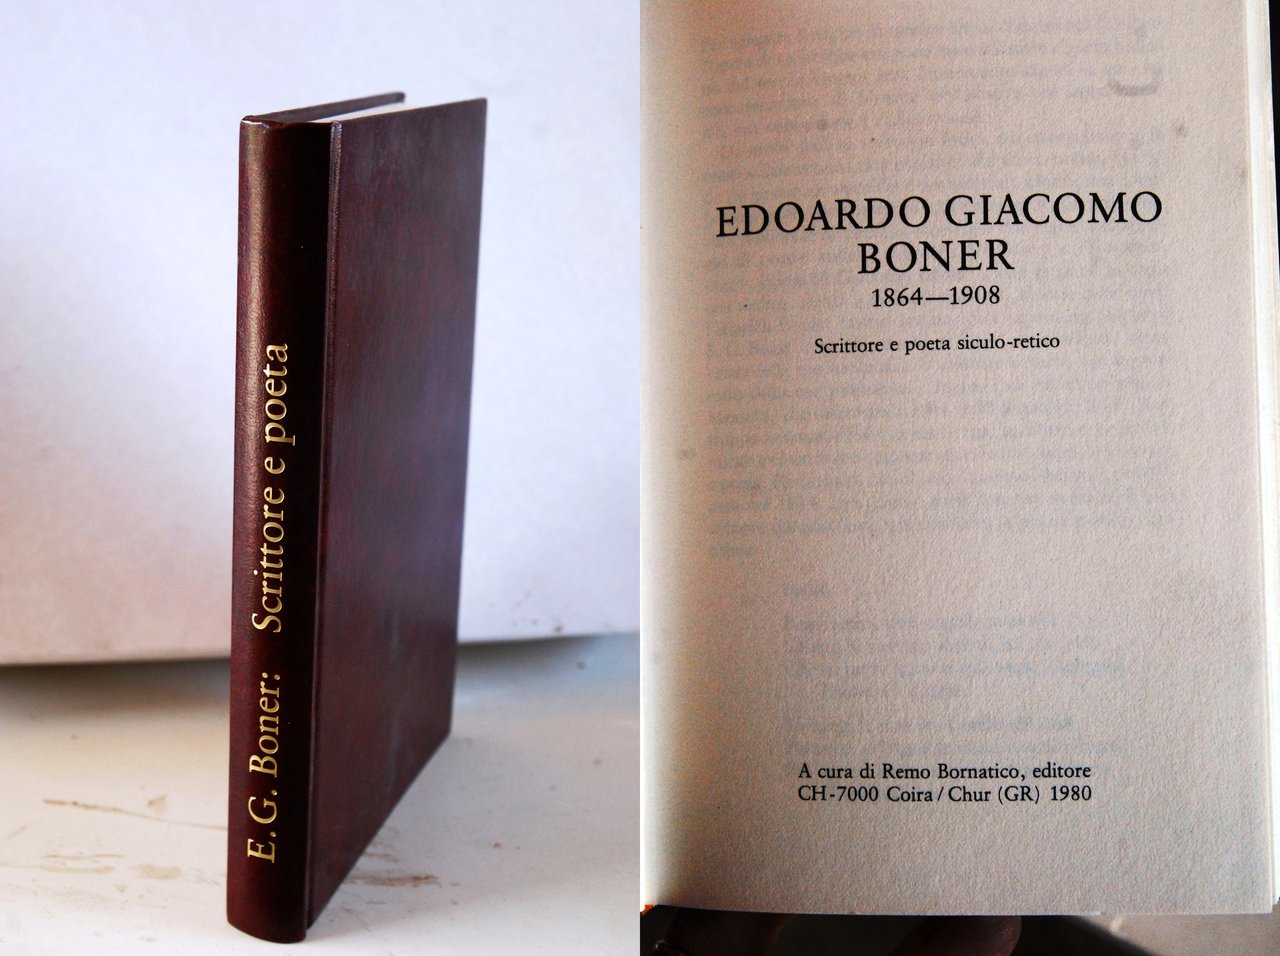 E. G. Boner: Scrittore e poeta
EDOARDO GIACOMO
BONER
1864—1908
Scrittore e poeta siculo-retico
A cura di Remo Bornatico, editore
CH-7000 Coira / Chur (GR) 1980